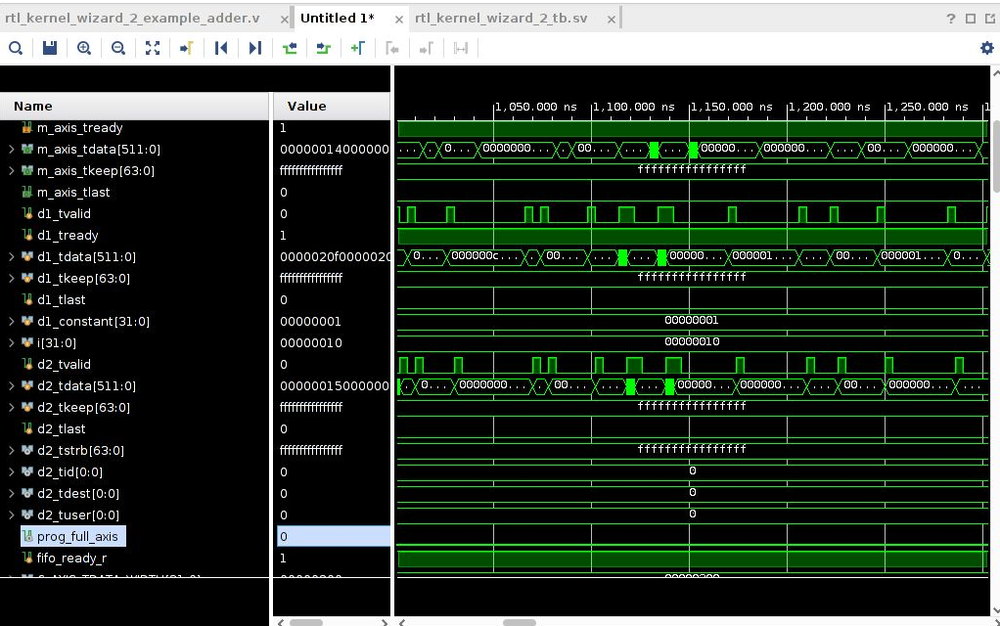 rtl_kernel_wizard_2_example_adder.v × Untitled 1* × rtl_kernel_wizard_2_tb.sv ×
Name Value
1,050.000 ns 1,100.000 ns 1,150.000 ns 1,200.000 ns 1,250.000 ns
m_axis_tready 1
m_axis_tdata[511:0] 00000014000000 ... 0... 0000000... 00... ... ... 00000... 000000... ... 00... 000000...
m_axis_tkeep[63:0] ffffffffffffffff ffffffffffffffff
m_axis_tlast 0
d1_tvalid 0
d1_tready 1
d1_tdata[511:0] 0000020f0000020 0... 000000c... 00... ... ... 00000... 000001... ... 00... 000001... 0...
d1_tkeep[63:0] ffffffffffffffff ffffffffffffffff
d1_tlast 0
d1_constant[31:0] 00000001 00000001
i[31:0] 00000010 00000010
d2_tvalid 0
d2_tdata[511:0] 00000015000000 0... 0000000... 00... ... ... 00000... 000000... ... 00... 000000... ...
d2_tkeep[63:0] ffffffffffffffff ffffffffffffffff
d2_tlast 0
d2_tstrb[63:0] ffffffffffffffff ffffffffffffffff
d2_tid[0:0] 0 0
d2_tdest[0:0] 0 0
d2_tuser[0:0] 0 0
prog_full_axis 0
fifo_ready_r 1